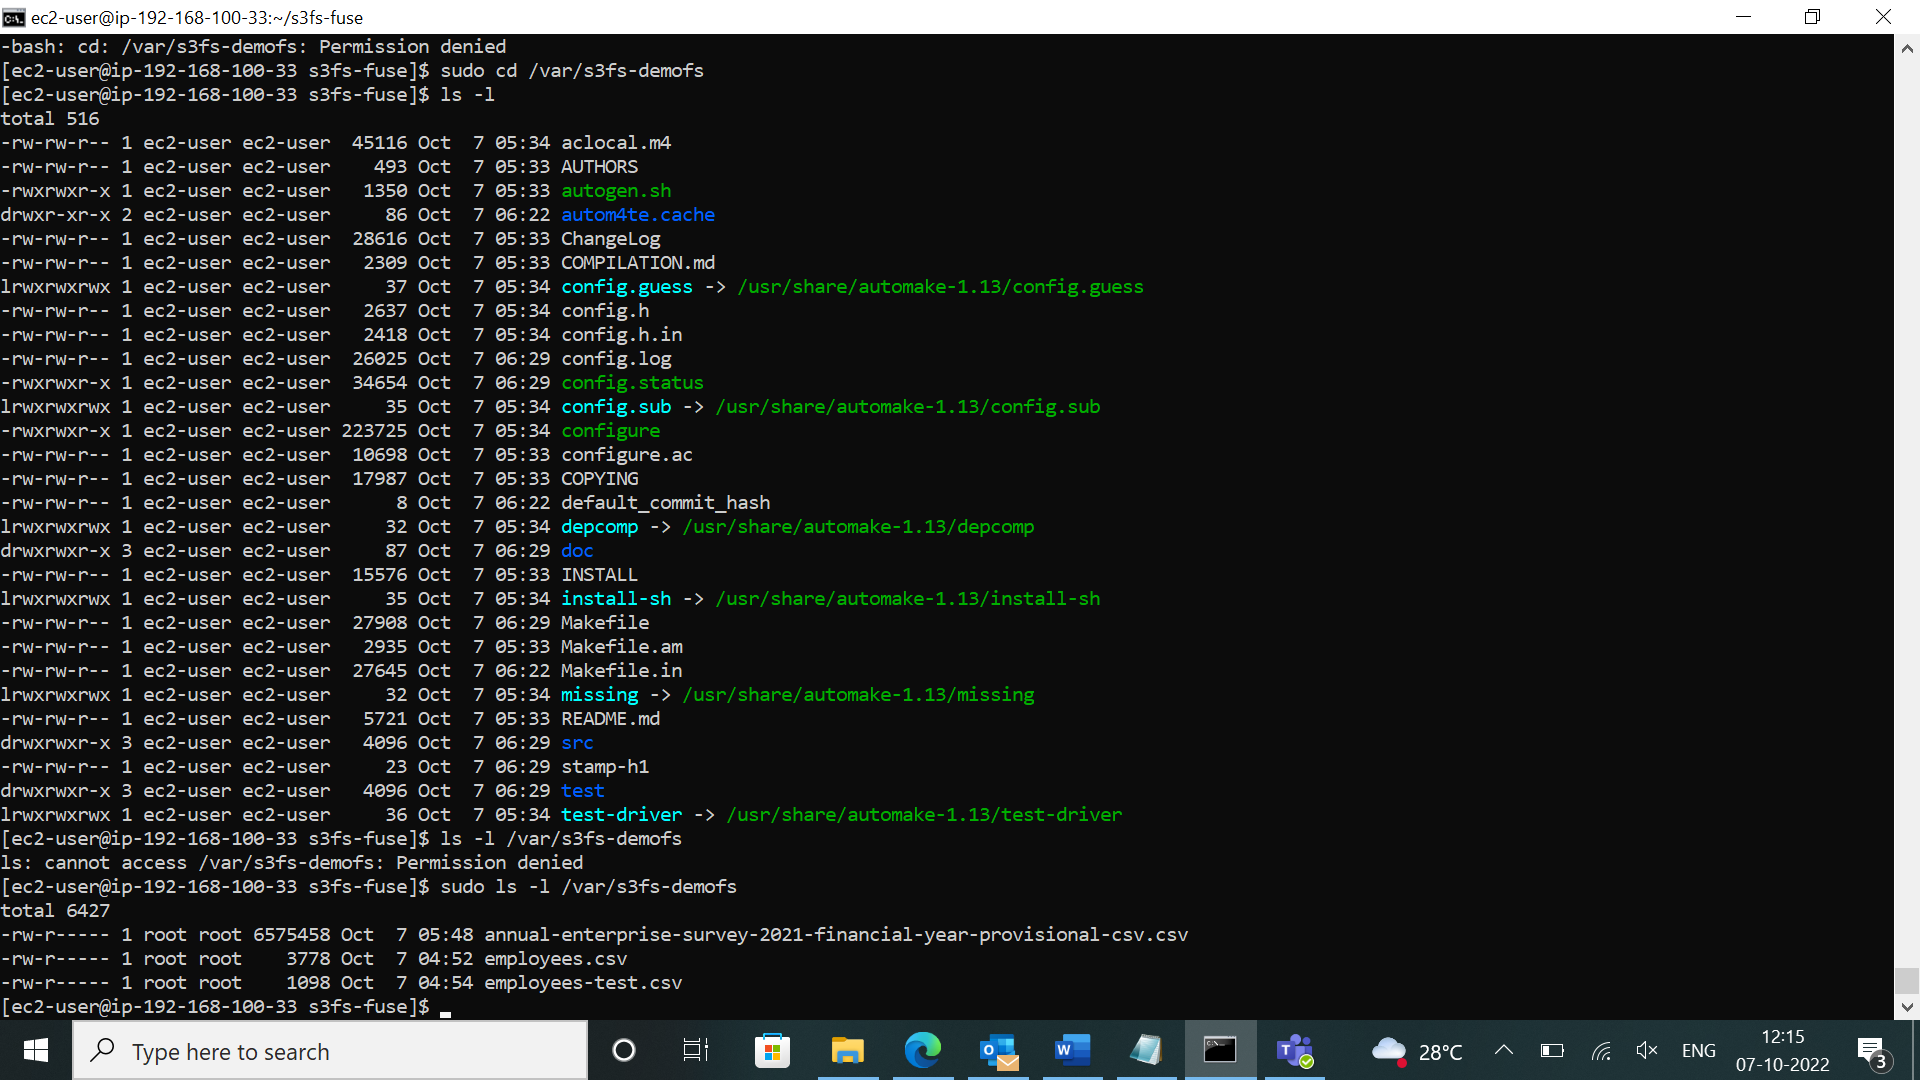 ec2-user@ip-192-168-100-33:~/s3fs-fuse
-bash: cd: /var/s3fs-demofs: Permission denied
[ec2-user@ip-192-168-100-33 s3fs-fuse]$ sudo cd /var/s3fs-demofs
[ec2-user@ip-192-168-100-33 s3fs-fuse]$ ls -l
total 516
-rw-rw-r-- 1 ec2-user ec2-user  45116 Oct  7 05:34 aclocal.m4
-rw-rw-r-- 1 ec2-user ec2-user    493 Oct  7 05:33 AUTHORS
-rwxrwxr-x 1 ec2-user ec2-user   1350 Oct  7 05:33 autogen.sh
drwxr-xr-x 2 ec2-user ec2-user     86 Oct  7 06:22 autom4te.cache
-rw-rw-r-- 1 ec2-user ec2-user  28616 Oct  7 05:33 ChangeLog
-rw-rw-r-- 1 ec2-user ec2-user   2309 Oct  7 05:33 COMPILATION.md
lrwxrwxrwx 1 ec2-user ec2-user     37 Oct  7 05:34 config.guess -> /usr/share/automake-1.13/config.guess
-rw-rw-r-- 1 ec2-user ec2-user   2637 Oct  7 05:34 config.h
-rw-rw-r-- 1 ec2-user ec2-user   2418 Oct  7 05:34 config.h.in
-rw-rw-r-- 1 ec2-user ec2-user  26025 Oct  7 06:29 config.log
-rwxrwxr-x 1 ec2-user ec2-user  34654 Oct  7 06:29 config.status
lrwxrwxrwx 1 ec2-user ec2-user     35 Oct  7 05:34 config.sub -> /usr/share/automake-1.13/config.sub
-rwxrwxr-x 1 ec2-user ec2-user 223725 Oct  7 05:34 configure
-rw-rw-r-- 1 ec2-user ec2-user  10698 Oct  7 05:33 configure.ac
-rw-rw-r-- 1 ec2-user ec2-user  17987 Oct  7 05:33 COPYING
-rw-rw-r-- 1 ec2-user ec2-user      8 Oct  7 06:22 default_commit_hash
lrwxrwxrwx 1 ec2-user ec2-user     32 Oct  7 05:34 depcomp -> /usr/share/automake-1.13/depcomp
drwxrwxr-x 3 ec2-user ec2-user     87 Oct  7 06:29 doc
-rw-rw-r-- 1 ec2-user ec2-user  15576 Oct  7 05:33 INSTALL
lrwxrwxrwx 1 ec2-user ec2-user     35 Oct  7 05:34 install-sh -> /usr/share/automake-1.13/install-sh
-rw-rw-r-- 1 ec2-user ec2-user  27908 Oct  7 06:29 Makefile
-rw-rw-r-- 1 ec2-user ec2-user   2935 Oct  7 05:33 Makefile.am
-rw-rw-r-- 1 ec2-user ec2-user  27645 Oct  7 06:22 Makefile.in
lrwxrwxrwx 1 ec2-user ec2-user     32 Oct  7 05:34 missing -> /usr/share/automake-1.13/missing
-rw-rw-r-- 1 ec2-user ec2-user   5721 Oct  7 05:33 README.md
drwxrwxr-x 3 ec2-user ec2-user   4096 Oct  7 06:29 src
-rw-rw-r-- 1 ec2-user ec2-user     23 Oct  7 06:29 stamp-h1
drwxrwxr-x 3 ec2-user ec2-user   4096 Oct  7 06:29 test
lrwxrwxrwx 1 ec2-user ec2-user     36 Oct  7 05:34 test-driver -> /usr/share/automake-1.13/test-driver
[ec2-user@ip-192-168-100-33 s3fs-fuse]$ ls -l /var/s3fs-demofs
ls: cannot access /var/s3fs-demofs: Permission denied
[ec2-user@ip-192-168-100-33 s3fs-fuse]$ sudo ls -l /var/s3fs-demofs
total 6427
-rw-r----- 1 root root 6575458 Oct  7 05:48 annual-enterprise-survey-2021-financial-year-provisional-csv.csv
-rw-r----- 1 root root    3778 Oct  7 04:52 employees.csv
-rw-r----- 1 root root    1098 Oct  7 04:54 employees-test.csv
[ec2-user@ip-192-168-100-33 s3fs-fuse]$
Type here to search
28°C
ENG
12:15
07-10-2022
3